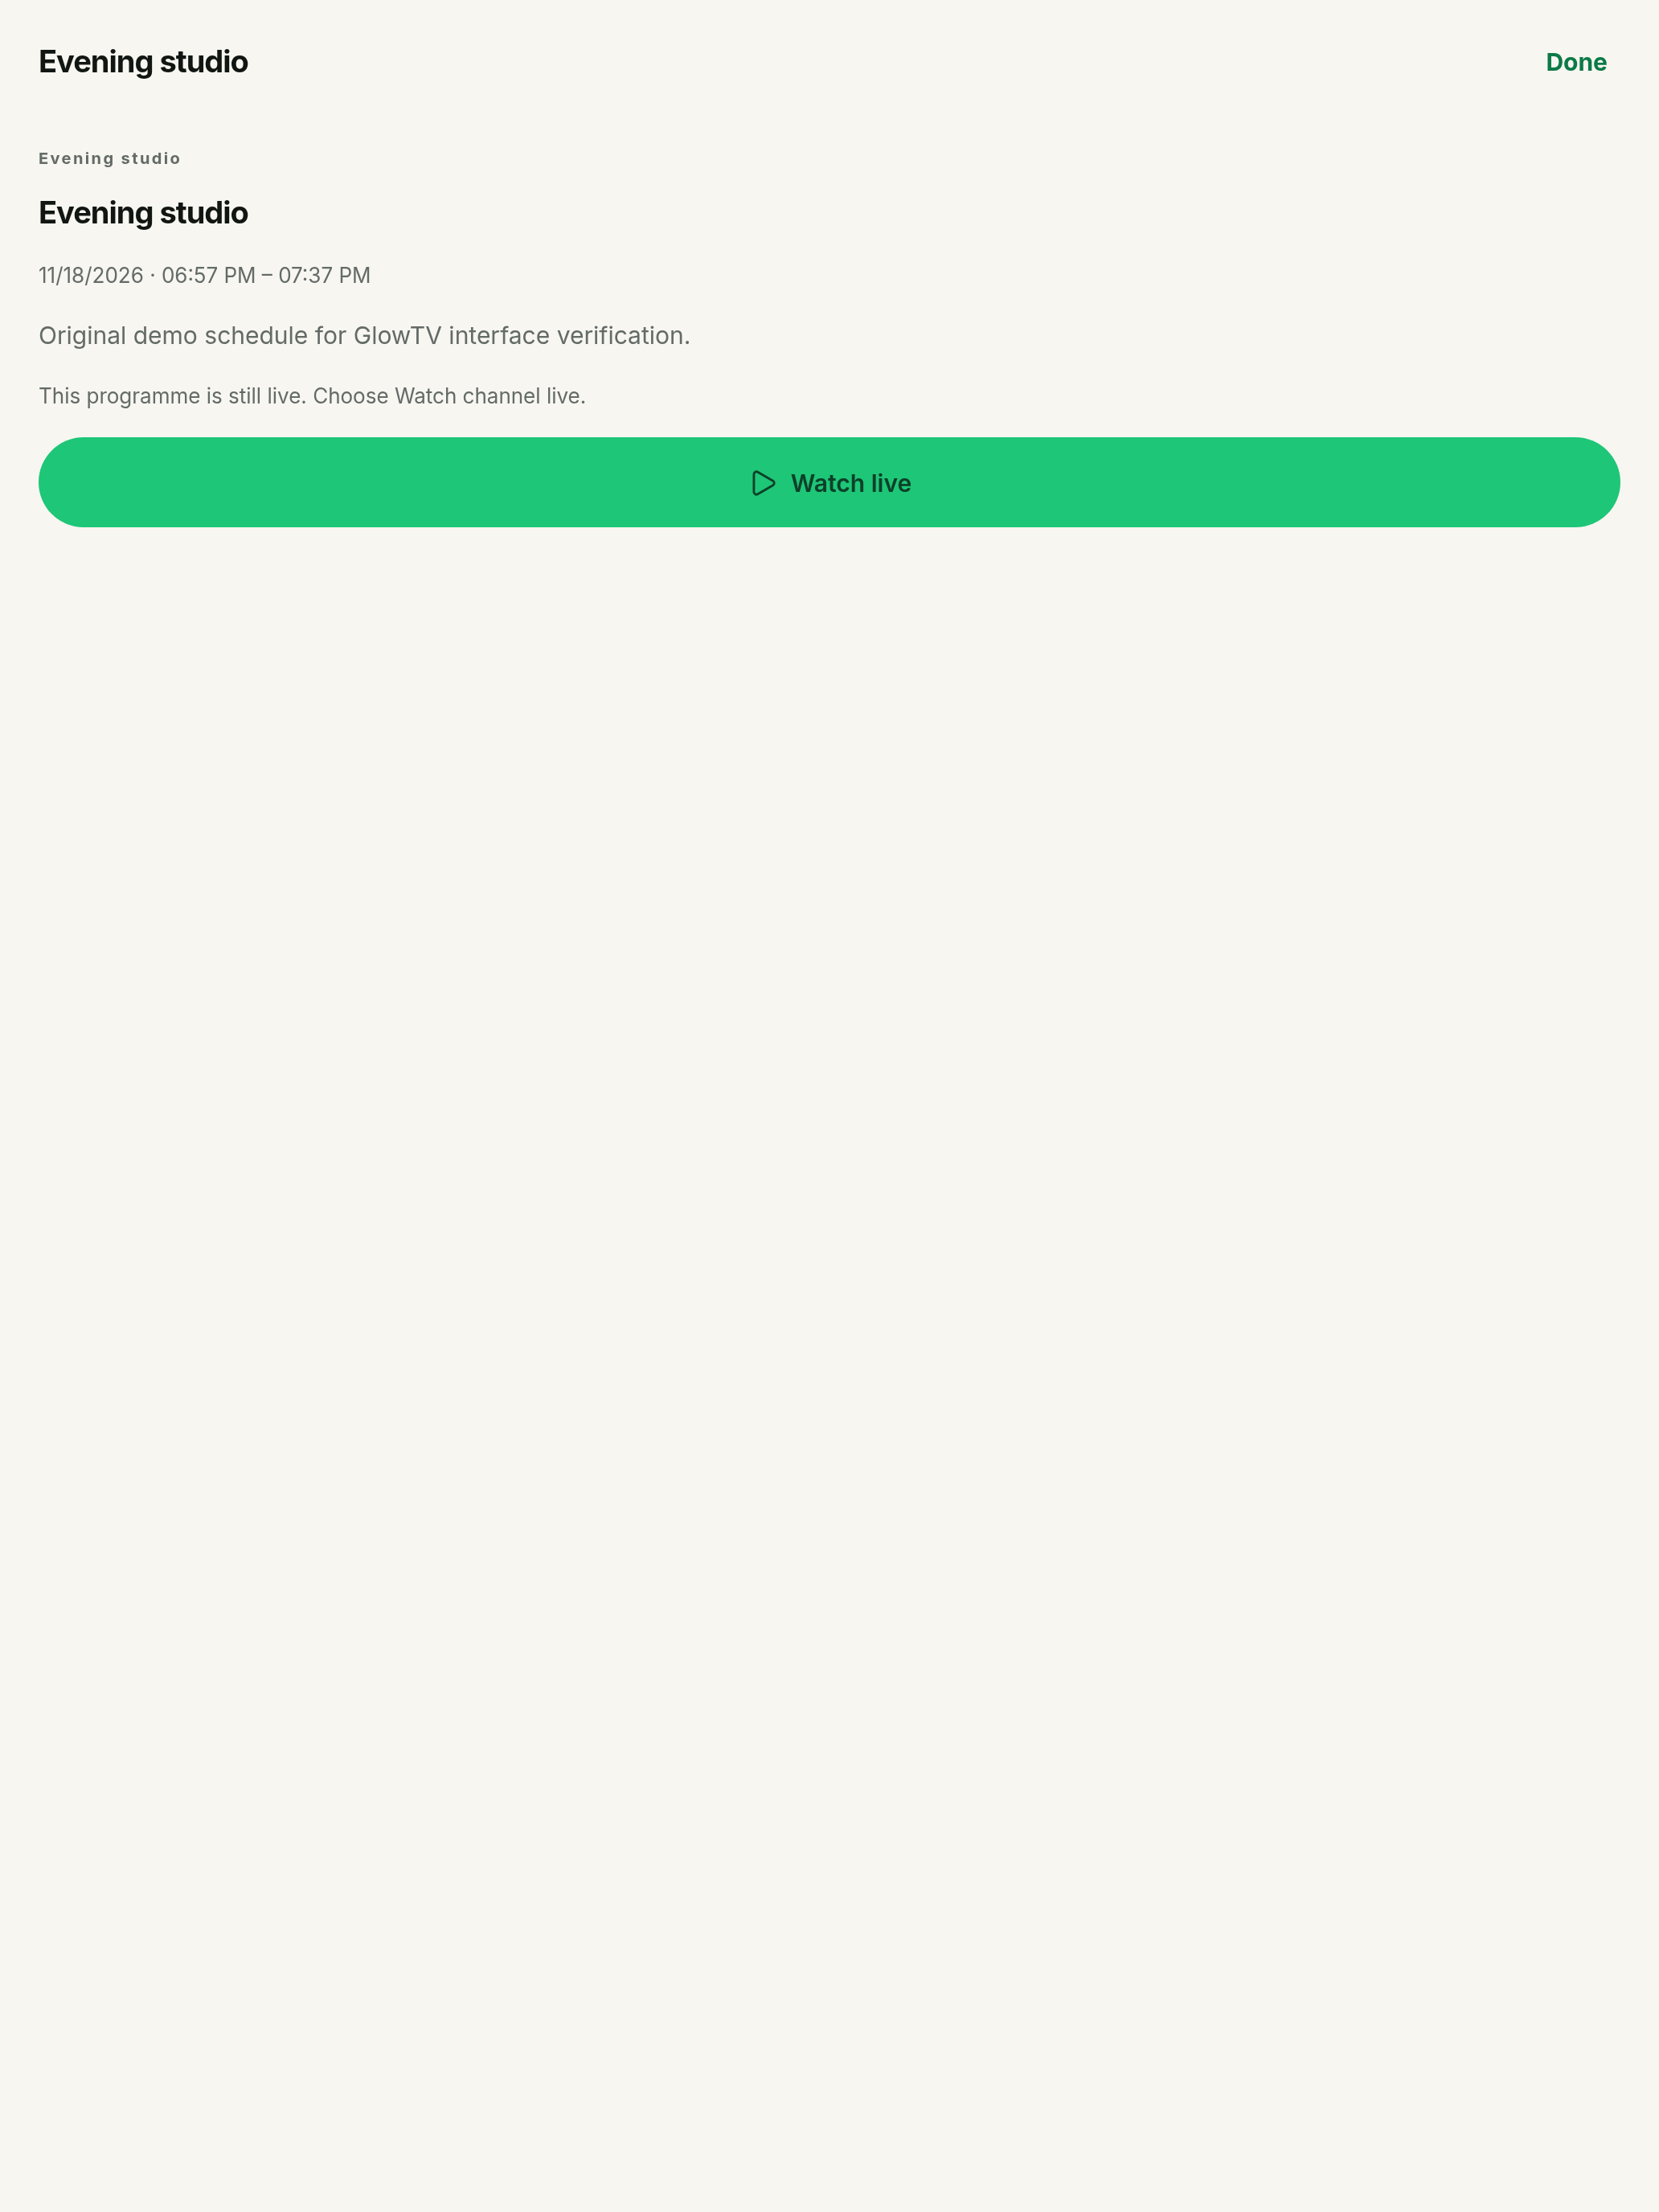 Evening studio
Done
Evening studio
Evening studio
11/18/2026 · 06:57 PM – 07:37 PM
Original demo schedule for GlowTV interface verification.
This programme is still live. Choose Watch channel live.
Watch live